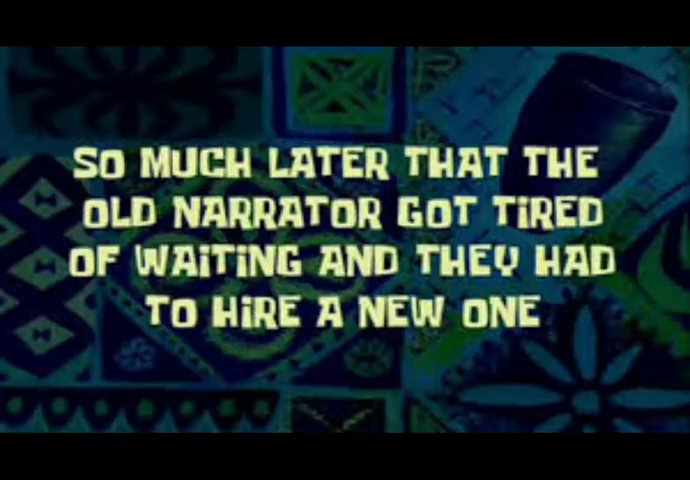 SO MUCH LATER THAT THE
OLD NARRATOR GOT TIRED
OF WAITING AND THEY HAD
TO HIRE A NEW ONE